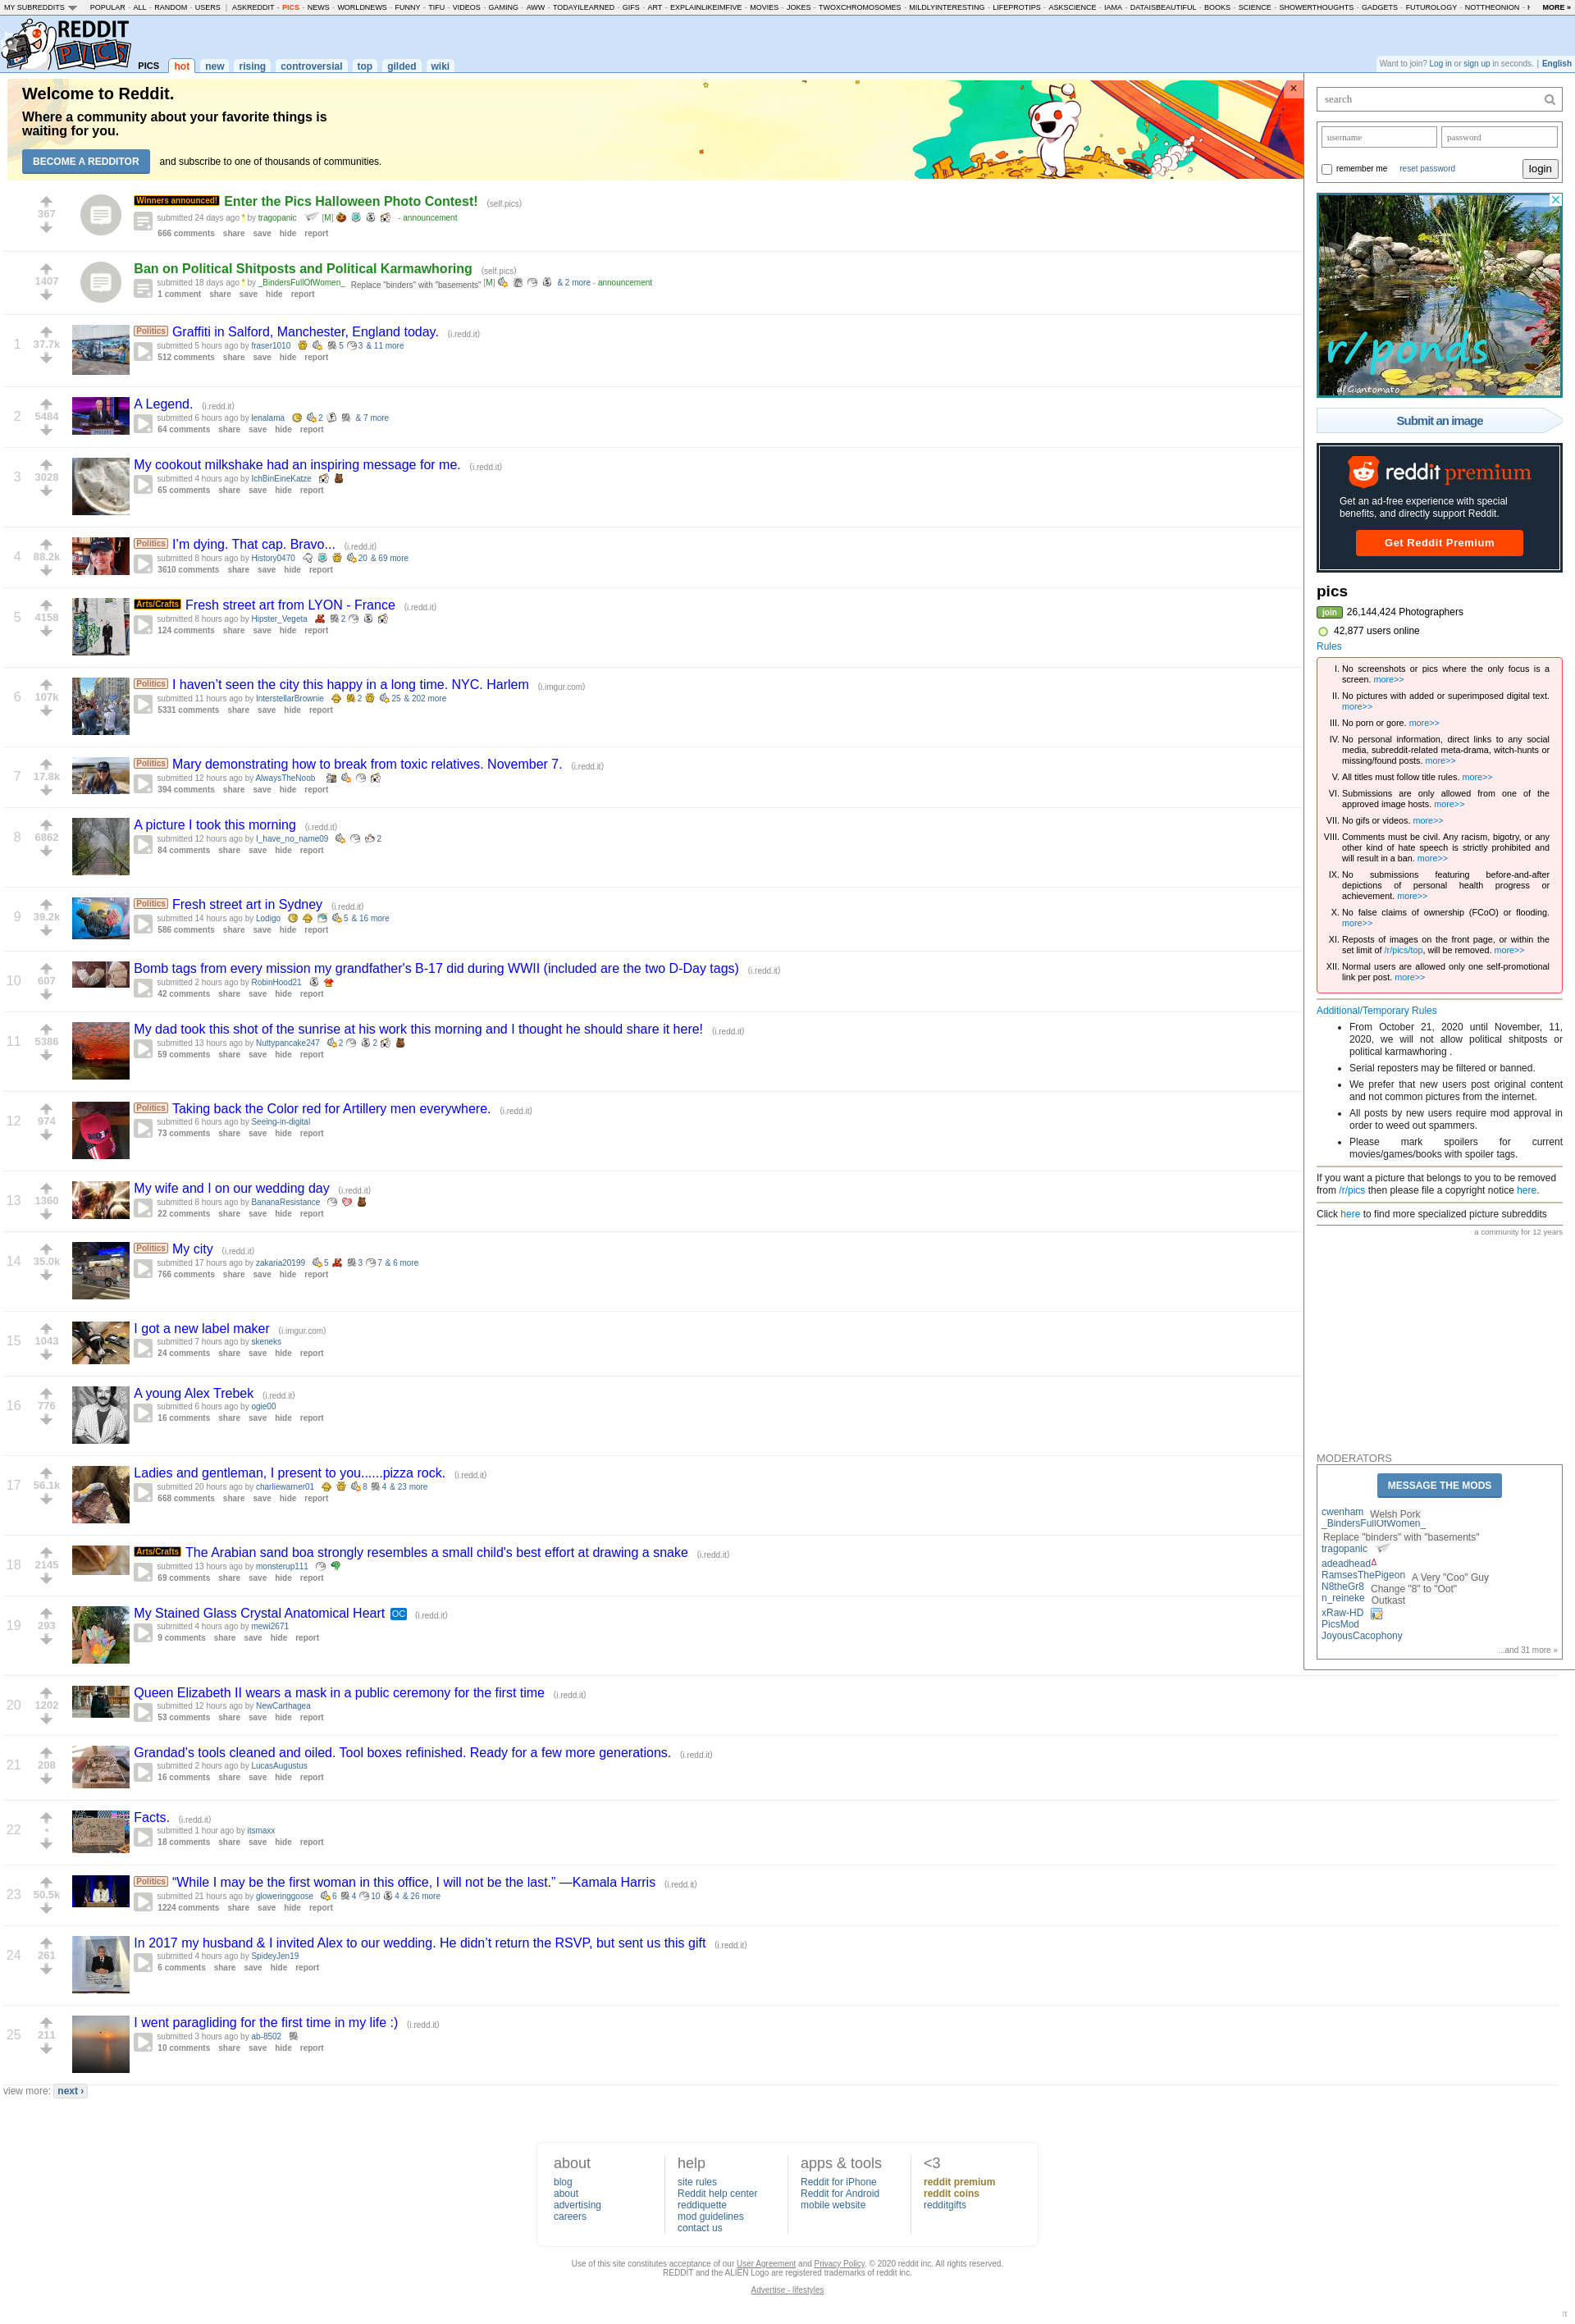 MY SUBREDDITS POPULAR - ALL - RANDOM - USERS | ASKREDDIT - PICS - NEWS - WORLDNEWS - FUNNY - TIFU - VIDEOS - GAMING - AWW - TODAYILEARNED - GIFS - ART - EXPLAINLIKEIMFIVE - MOVIES - JOKES - TWOXCHROMOSOMES - MILDLYINTERESTING - LIFEPROTIPS - ASKSCIENCE - IAMA - DATAISBEAUTIFUL - BOOKS - SCIENCE - SHOWERTHOUGHTS - GADGETS - FUTUROLOGY - NOTTHEONION - MORE »
REDDIT PICS
PICS hot new rising controversial top gilded wiki
Want to join? Log in or sign up in seconds. | English
Welcome to Reddit.
Where a community about your favorite things is
waiting for you.
BECOME A REDDITOR and subscribe to one of thousands of communities.
×
367
Winners announced! Enter the Pics Halloween Photo Contest! (self.pics)
submitted 24 days ago * by tragopanic [M] - announcement
666 comments share save hide report
1407
Ban on Political Shitposts and Political Karmawhoring (self.pics)
submitted 18 days ago * by _BindersFullOfWomen_ Replace "binders" with "basements" [M] & 2 more - announcement
1 comment share save hide report
1 37.7k
Politics Graffiti in Salford, Manchester, England today. (i.redd.it)
submitted 5 hours ago by fraser1010 5 3 & 11 more
512 comments share save hide report
2 5484
A Legend. (i.redd.it)
submitted 6 hours ago by lenalama 2 & 7 more
64 comments share save hide report
3 3028
My cookout milkshake had an inspiring message for me. (i.redd.it)
submitted 4 hours ago by IchBinEineKatze
65 comments share save hide report
4 88.2k
Politics I’m dying. That cap. Bravo... (i.redd.it)
submitted 8 hours ago by History0470 20 & 69 more
3610 comments share save hide report
5 4158
Arts/Crafts Fresh street art from LYON - France (i.redd.it)
submitted 8 hours ago by Hipster_Vegeta 2
124 comments share save hide report
6 107k
Politics I haven’t seen the city this happy in a long time. NYC. Harlem (i.imgur.com)
submitted 11 hours ago by InterstellarBrownie 2 25 & 202 more
5331 comments share save hide report
7 17.8k
Politics Mary demonstrating how to break from toxic relatives. November 7. (i.redd.it)
submitted 12 hours ago by AlwaysTheNoob
394 comments share save hide report
8 6862
A picture I took this morning (i.redd.it)
submitted 12 hours ago by I_have_no_name09 2
84 comments share save hide report
9 39.2k
Politics Fresh street art in Sydney (i.redd.it)
submitted 14 hours ago by Lodigo 5 & 16 more
586 comments share save hide report
10 607
Bomb tags from every mission my grandfather's B-17 did during WWII (included are the two D-Day tags) (i.redd.it)
submitted 2 hours ago by RobinHood21
42 comments share save hide report
11 5386
My dad took this shot of the sunrise at his work this morning and I thought he should share it here! (i.redd.it)
submitted 13 hours ago by Nuttypancake247 2 2
59 comments share save hide report
12 974
Politics Taking back the Color red for Artillery men everywhere. (i.redd.it)
submitted 6 hours ago by Seeing-in-digital
73 comments share save hide report
13 1360
My wife and I on our wedding day (i.redd.it)
submitted 8 hours ago by BananaResistance
22 comments share save hide report
14 35.0k
Politics My city (i.redd.it)
submitted 17 hours ago by zakaria20199 5 3 7 & 6 more
766 comments share save hide report
15 1043
I got a new label maker (i.imgur.com)
submitted 7 hours ago by skeneks
24 comments share save hide report
16 776
A young Alex Trebek (i.redd.it)
submitted 6 hours ago by ogie00
16 comments share save hide report
17 56.1k
Ladies and gentleman, I present to you......pizza rock. (i.redd.it)
submitted 20 hours ago by charliewarner01 8 4 & 23 more
668 comments share save hide report
18 2145
Arts/Crafts The Arabian sand boa strongly resembles a small child's best effort at drawing a snake (i.redd.it)
submitted 13 hours ago by monsterup111
69 comments share save hide report
19 293
My Stained Glass Crystal Anatomical Heart OC (i.redd.it)
submitted 4 hours ago by mewi2671
9 comments share save hide report
20 1202
Queen Elizabeth II wears a mask in a public ceremony for the first time (i.redd.it)
submitted 12 hours ago by NewCarthagea
53 comments share save hide report
21 208
Grandad's tools cleaned and oiled. Tool boxes refinished. Ready for a few more generations. (i.redd.it)
submitted 2 hours ago by LucasAugustus
16 comments share save hide report
22 •
Facts. (i.redd.it)
submitted 1 hour ago by itsmaxx
18 comments share save hide report
23 50.5k
Politics “While I may be the first woman in this office, I will not be the last.” —Kamala Harris (i.redd.it)
submitted 21 hours ago by gloweringgoose 6 4 10 4 & 26 more
1224 comments share save hide report
24 261
In 2017 my husband & I invited Alex to our wedding. He didn’t return the RSVP, but sent us this gift (i.redd.it)
submitted 4 hours ago by SpideyJen19
6 comments share save hide report
25 211
I went paragliding for the first time in my life :) (i.redd.it)
submitted 3 hours ago by ab-8502
10 comments share save hide report
view more: next ›
search
username password
remember me reset password login
r/ponds
u/Giantomato
Submit an image
reddit premium
Get an ad-free experience with special
benefits, and directly support Reddit.
Get Reddit Premium
pics
join 26,144,424 Photographers
42,877 users online
Rules
I. No screenshots or pics where the only focus is a
screen. more>>
II. No pictures with added or superimposed digital text.
more>>
III. No porn or gore. more>>
IV. No personal information, direct links to any social
media, subreddit-related meta-drama, witch-hunts or
missing/found posts. more>>
V. All titles must follow title rules. more>>
VI. Submissions are only allowed from one of the
approved image hosts. more>>
VII. No gifs or videos. more>>
VIII. Comments must be civil. Any racism, bigotry, or any
other kind of hate speech is strictly prohibited and
will result in a ban. more>>
IX. No submissions featuring before-and-after
depictions of personal health progress or
achievement. more>>
X. No false claims of ownership (FCoO) or flooding.
more>>
XI. Reposts of images on the front page, or within the
set limit of /r/pics/top, will be removed. more>>
XII. Normal users are allowed only one self-promotional
link per post. more>>
Additional/Temporary Rules
• From October 21, 2020 until November, 11,
2020, we will not allow political shitposts or
political karmawhoring .
• Serial reposters may be filtered or banned.
• We prefer that new users post original content
and not common pictures from the internet.
• All posts by new users require mod approval in
order to weed out spammers.
• Please mark spoilers for current
movies/games/books with spoiler tags.
If you want a picture that belongs to you to be removed
from /r/pics then please file a copyright notice here.
Click here to find more specialized picture subreddits
a community for 12 years
MODERATORS
MESSAGE THE MODS
cwenham Welsh Pork
_BindersFullOfWomen_
Replace "binders" with "basements"
tragopanic
adeadheadΔ
RamsesThePigeon A Very "Coo" Guy
N8theGr8 Change "8" to "Oot"
n_reineke Outkast
xRaw-HD
PicsMod
JoyousCacophony
...and 31 more »
about
blog
about
advertising
careers
help
site rules
Reddit help center
reddiquette
mod guidelines
contact us
apps & tools
Reddit for iPhone
Reddit for Android
mobile website
<3
reddit premium
reddit coins
redditgifts
Use of this site constitutes acceptance of our User Agreement and Privacy Policy. © 2020 reddit inc. All rights reserved.
REDDIT and the ALIEN Logo are registered trademarks of reddit inc.
Advertise - lifestyles
π